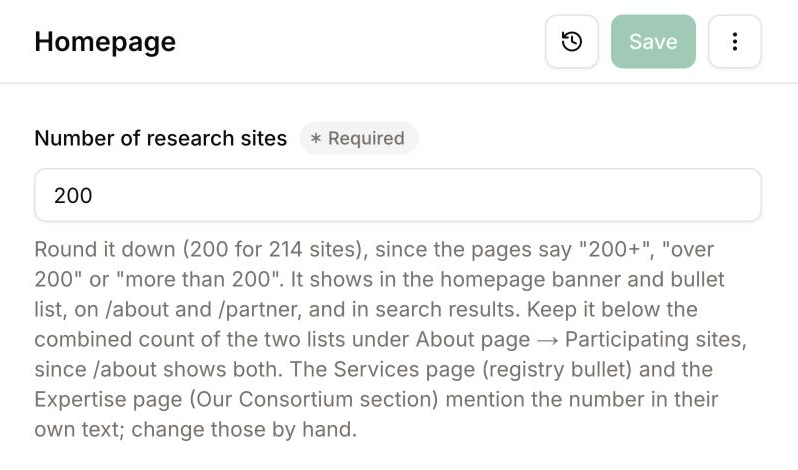 Homepage
Save
Number of research sites
* Required
200
Round it down (200 for 214 sites), since the pages say "200+", "over
200" or "more than 200". It shows in the homepage banner and bullet
list, on /about and /partner, and in search results. Keep it below the
combined count of the two lists under About page → Participating sites,
since /about shows both. The Services page (registry bullet) and the
Expertise page (Our Consortium section) mention the number in their
own text; change those by hand.